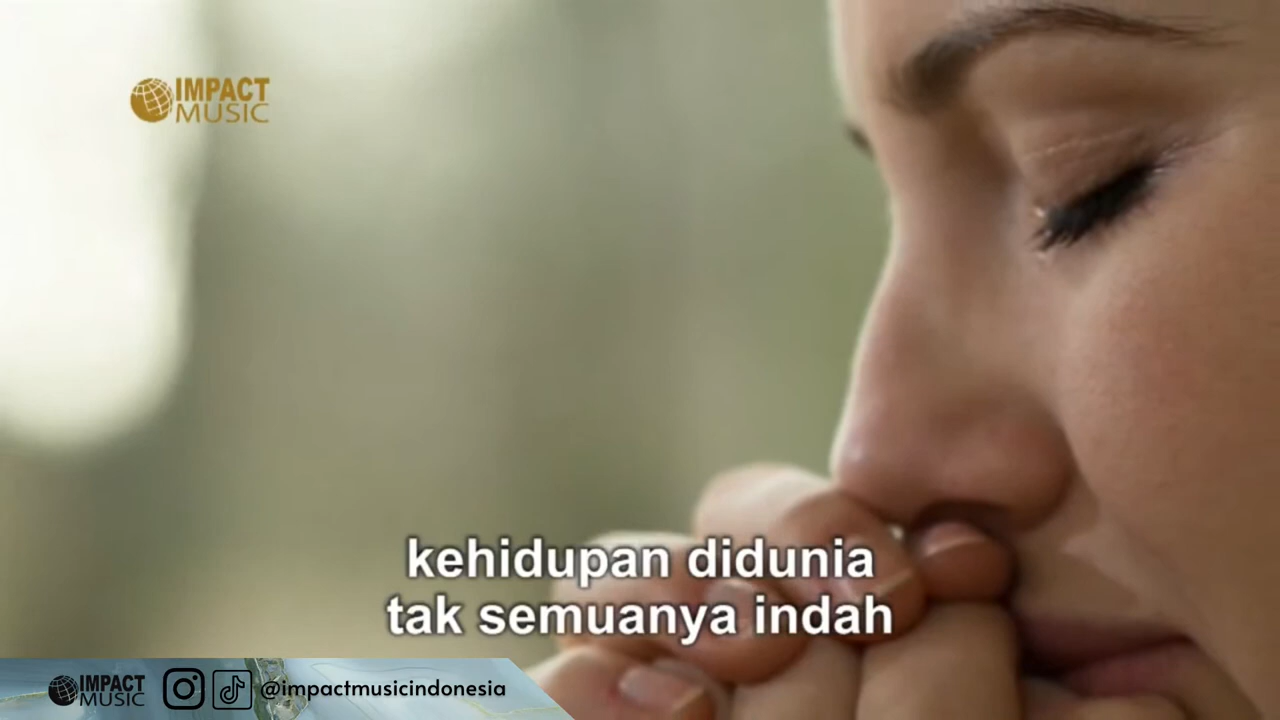 IMPACT
MUSIC
kehidupan didunia
tak semuanya indah
IMPACT
MUSIC
@impactmusicindonesia